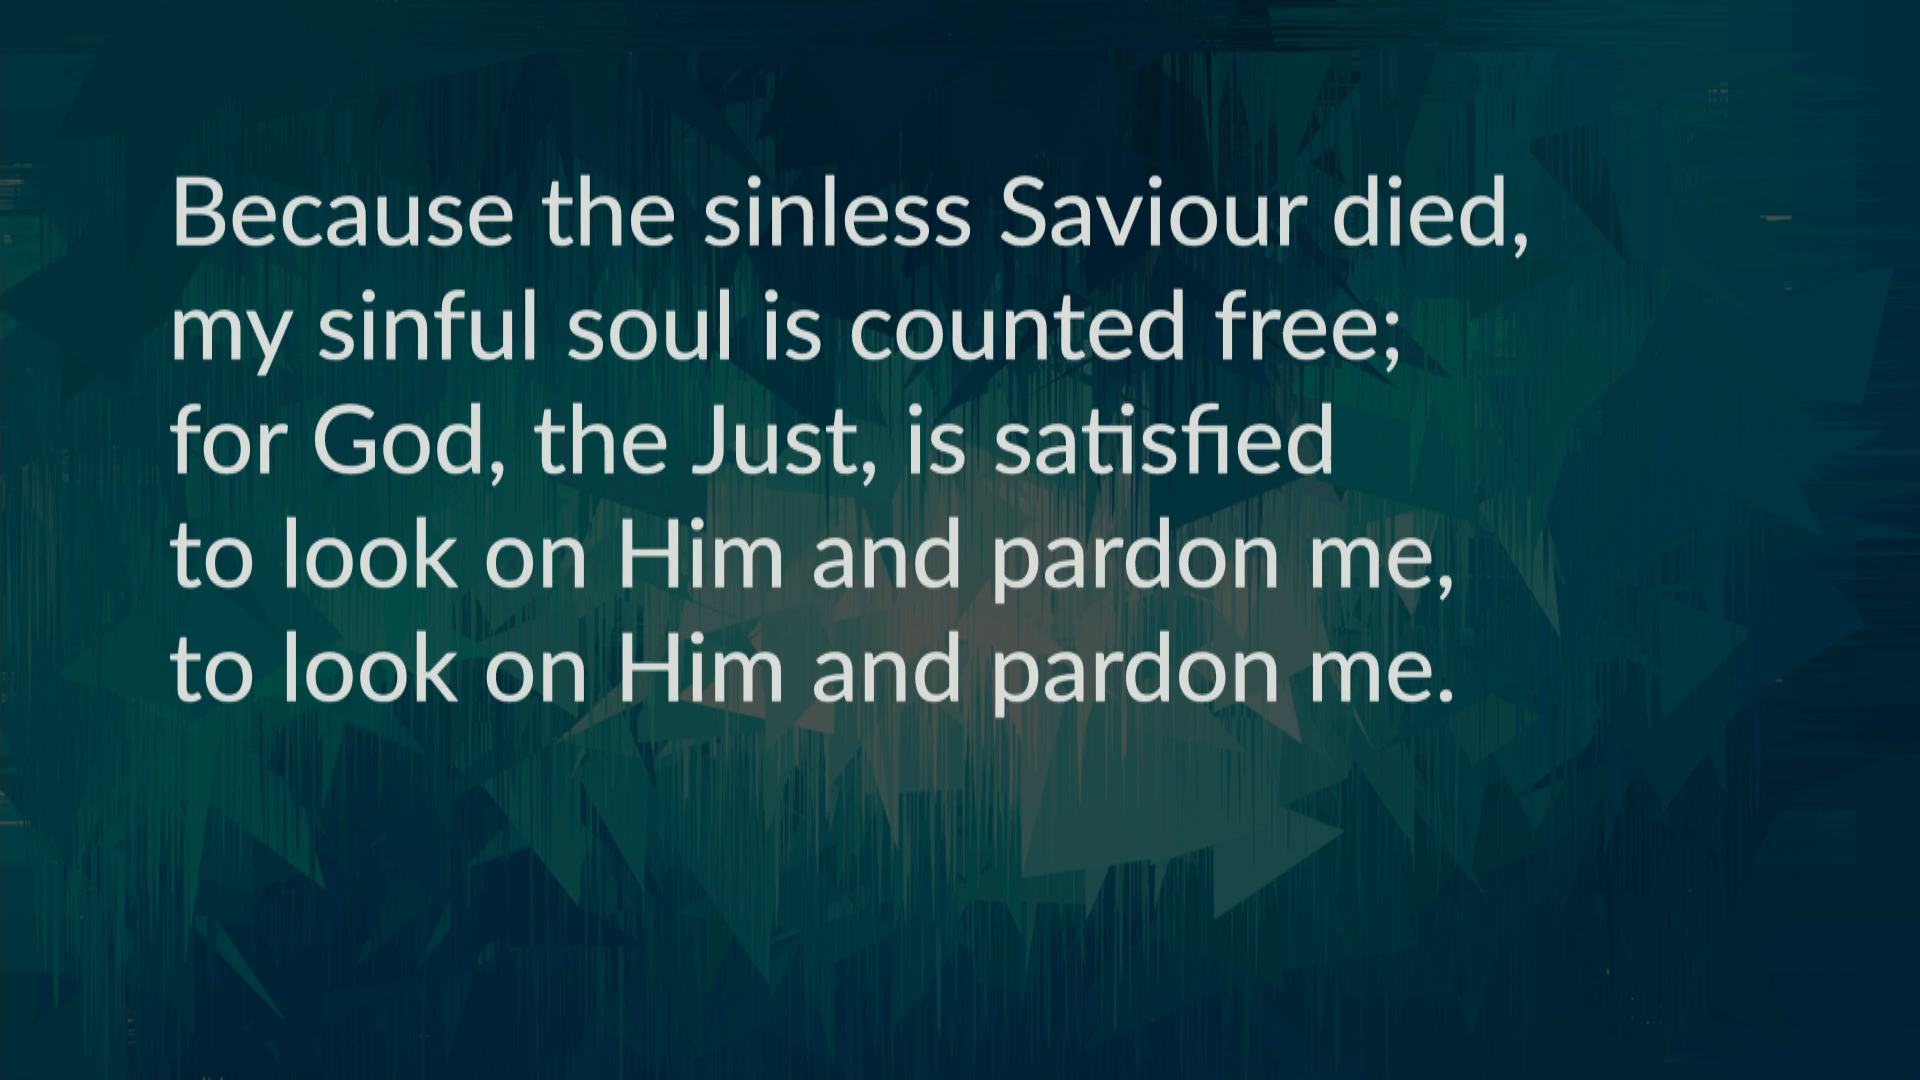 Because the sinless Saviour died,
my sinful soul is counted free;
for God, the Just, is satisfied
to look on Him and pardon me,
to look on Him and pardon me.